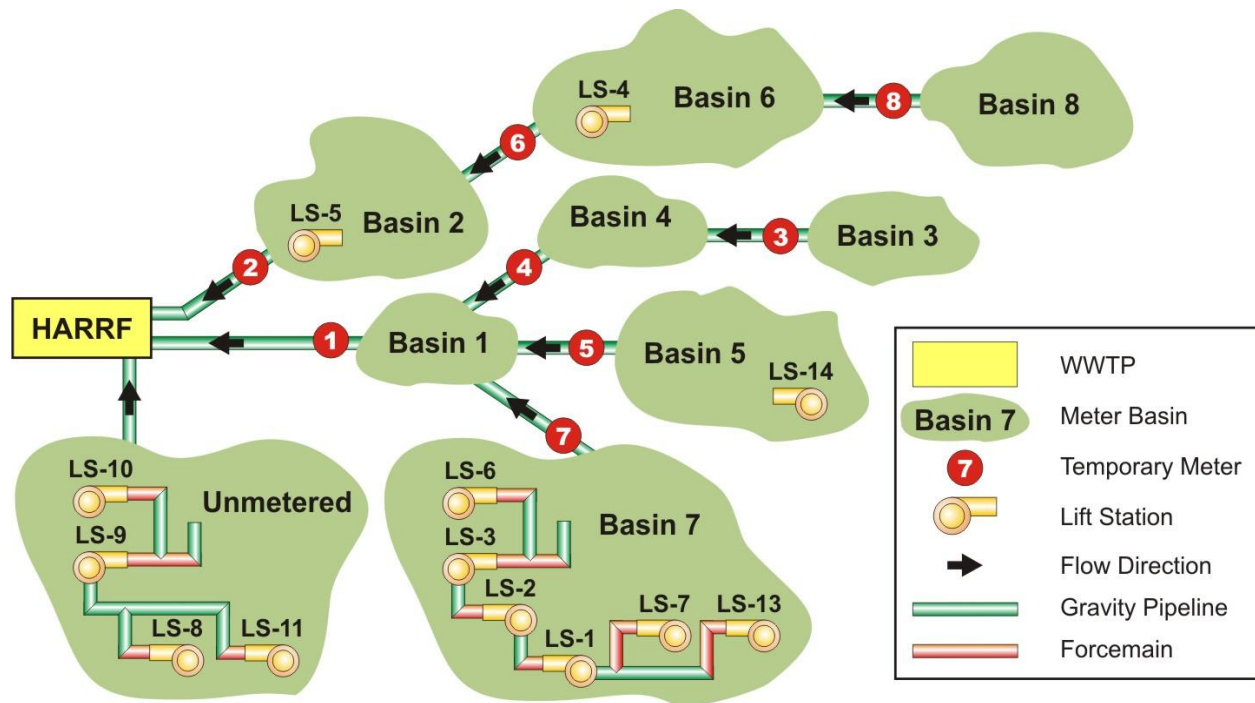 LS-4
Basin 6
8
Basin 8
6
LS-5
Basin 2
Basin 4
3
Basin 3
2
4
HARRF
1
Basin 1
5
Basin 5
LS-14
7
LS-10
Unmetered
LS-9
LS-8
LS-11
LS-6
Basin 7
LS-3
LS-2
LS-7
LS-13
LS-1
WWTP
Basin 7
Meter Basin
7
Temporary Meter
Lift Station
Flow Direction
Gravity Pipeline
Forcemain